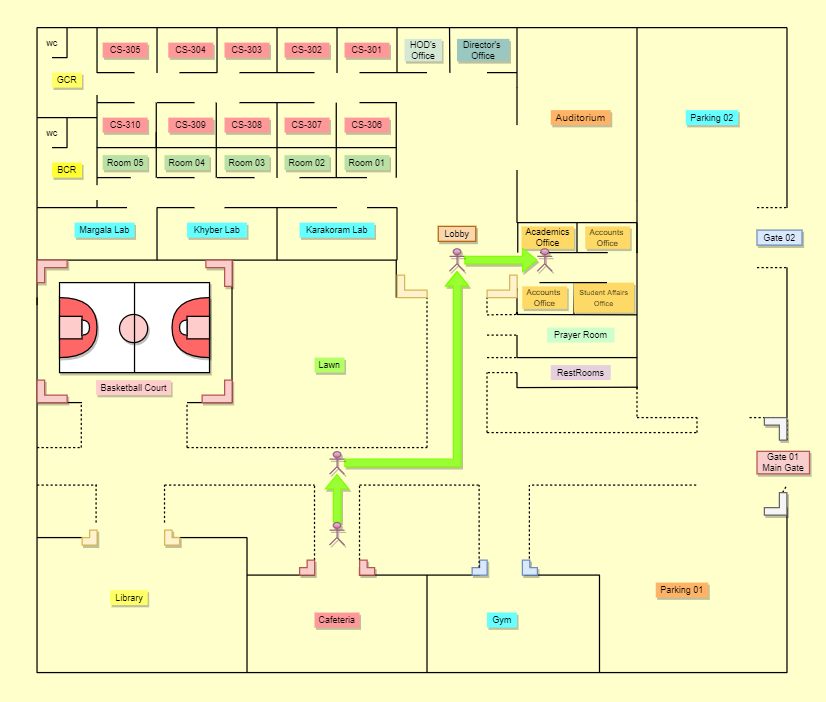 wc
CS-305
CS-304
CS-303
CS-302
CS-301
HOD's
Office
Director's
Office
GCR
Auditorium
Parking 02
CS-310
CS-309
CS-308
CS-307
CS-306
wc
BCR
Room 05
Room 04
Room 03
Room 02
Room 01
Margala Lab
Khyber Lab
Karakoram Lab
Lobby
Academics
Office
Accounts
Office
Gate 02
Accounts
Office
Student Affairs
Office
Prayer Room
RestRooms
Lawn
Basketball Court
Gate 01
Main Gate
Library
Cafeteria
Gym
Parking 01